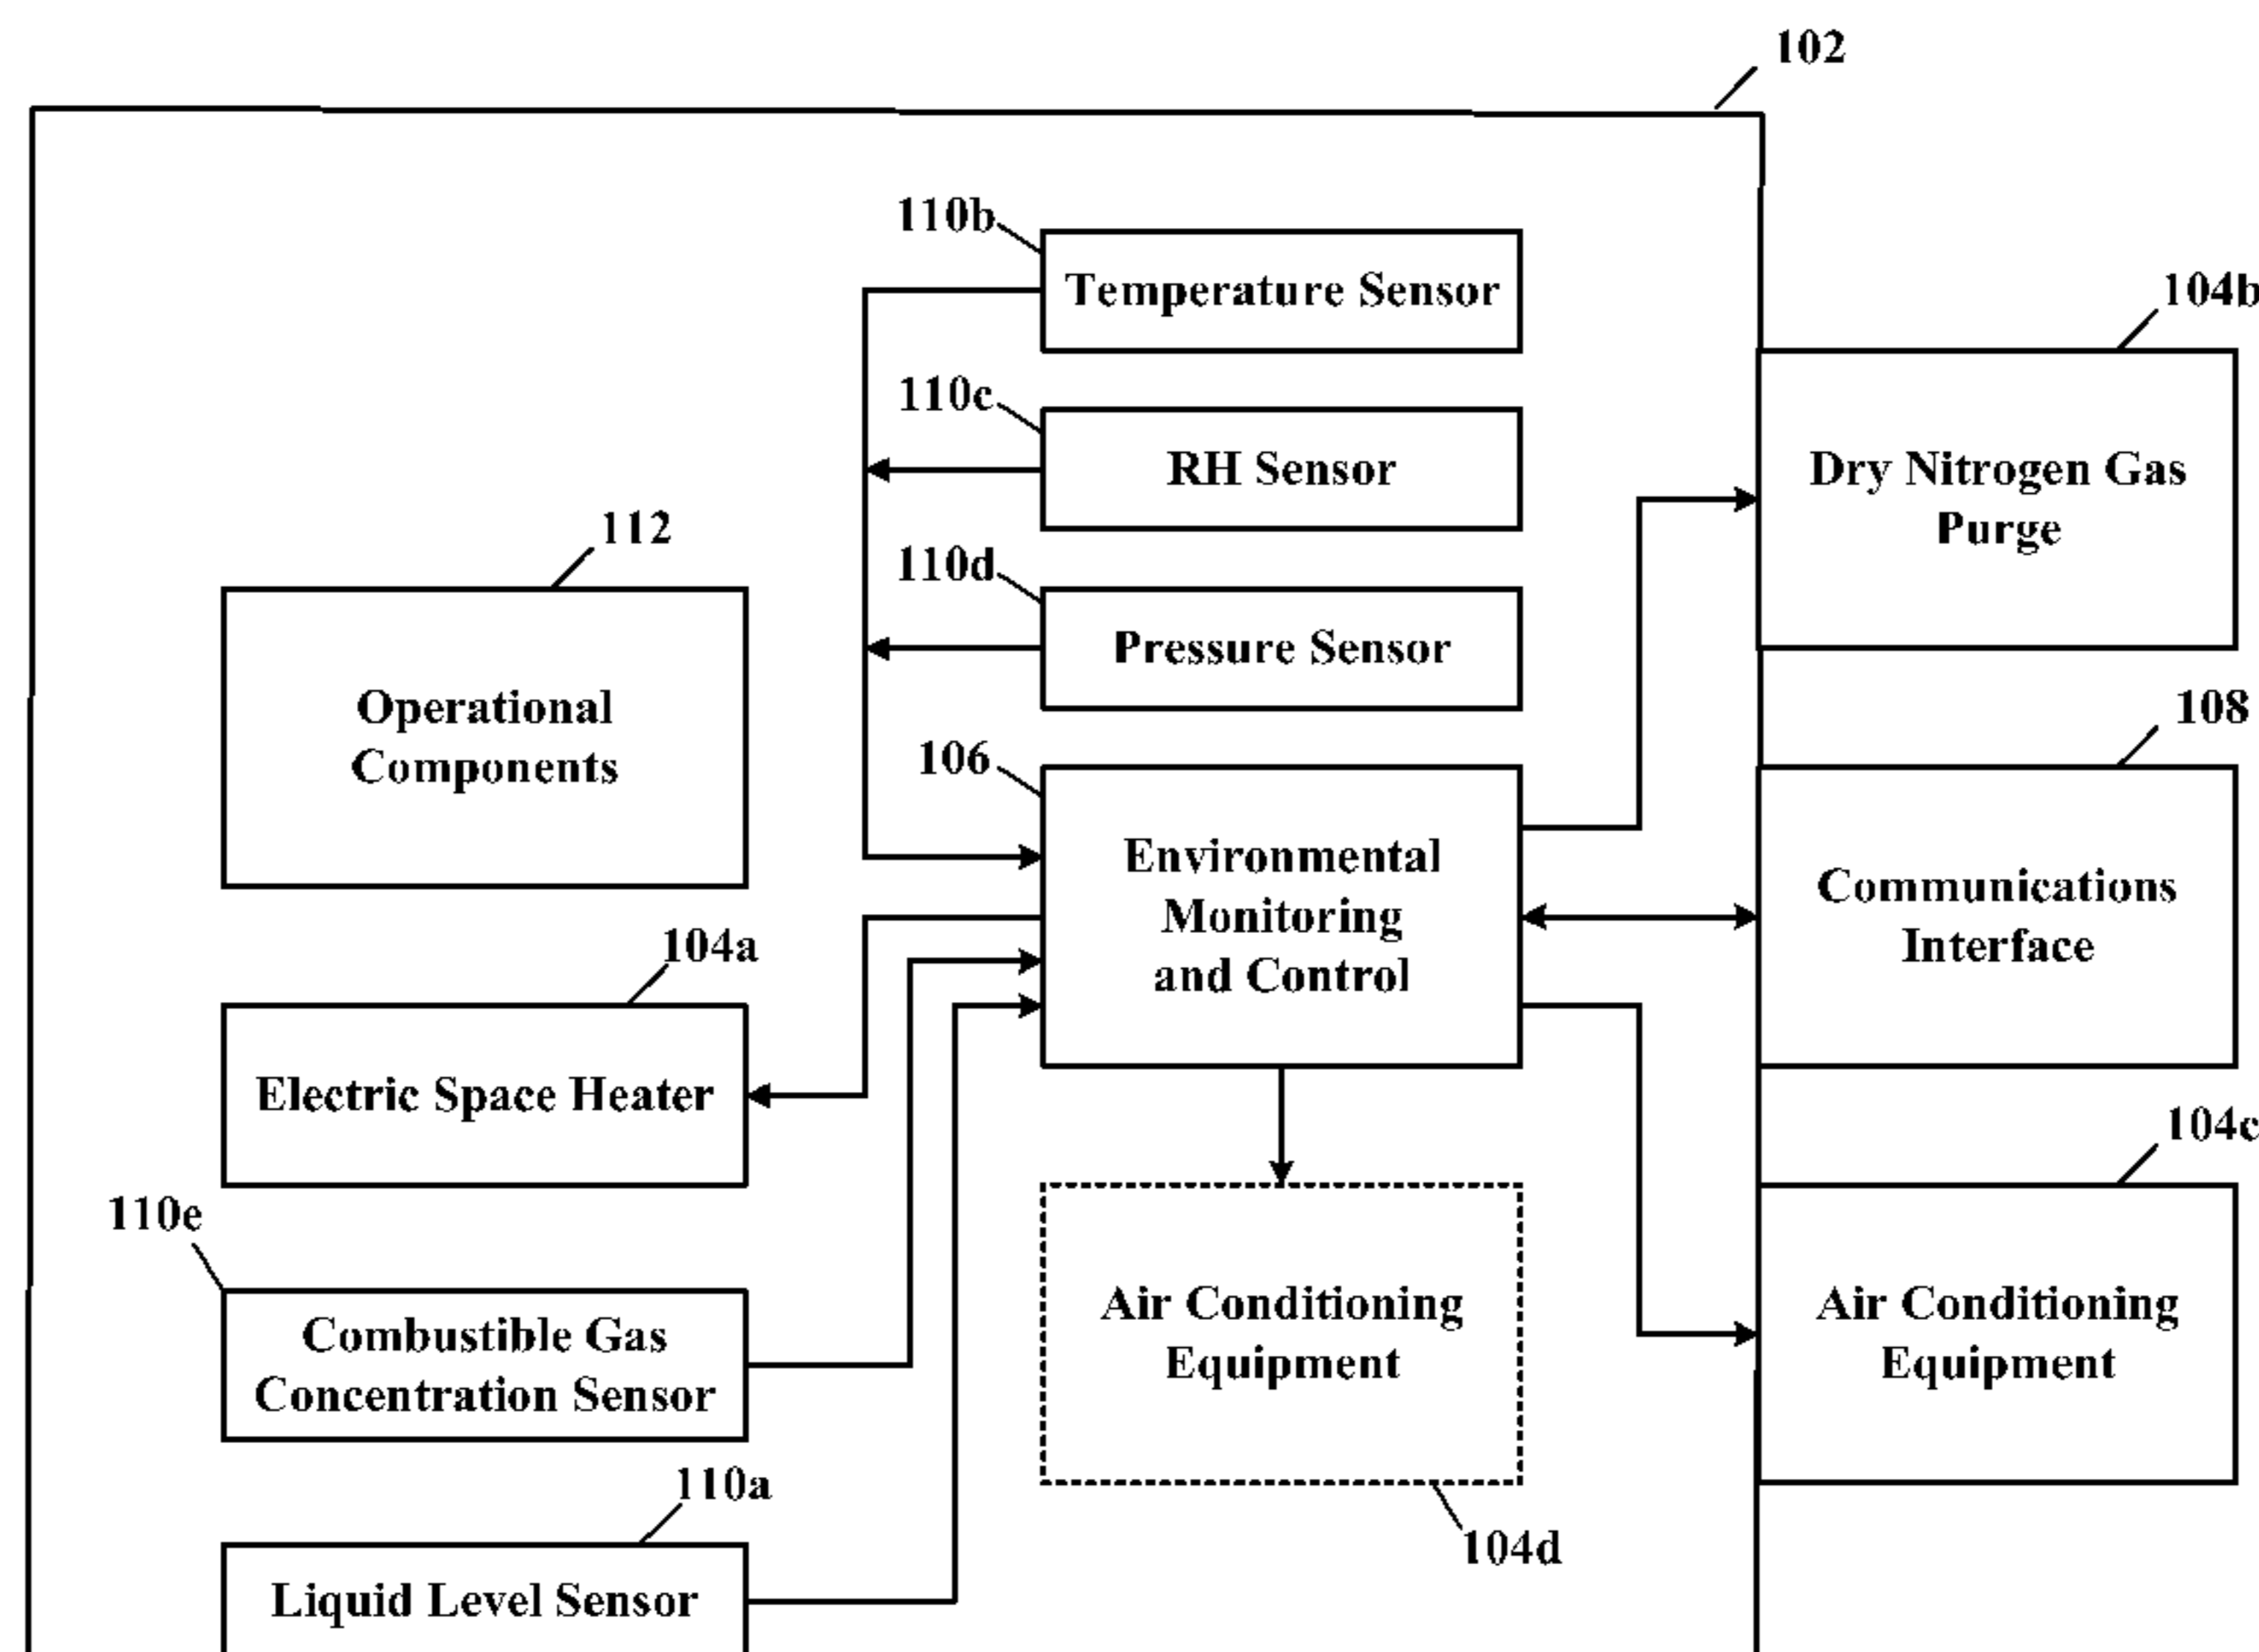 102
110b
Temperature Sensor
104b
110c
RH Sensor
Dry Nitrogen Gas
Purge
112
110d
Pressure Sensor
Operational
Components
108
106
Environmental
Monitoring
and Control
Communications
Interface
104a
Electric Space Heater
104c
110e
Combustible Gas
Concentration Sensor
Air Conditioning
Equipment
Air Conditioning
Equipment
110a
104d
Liquid Level Sensor